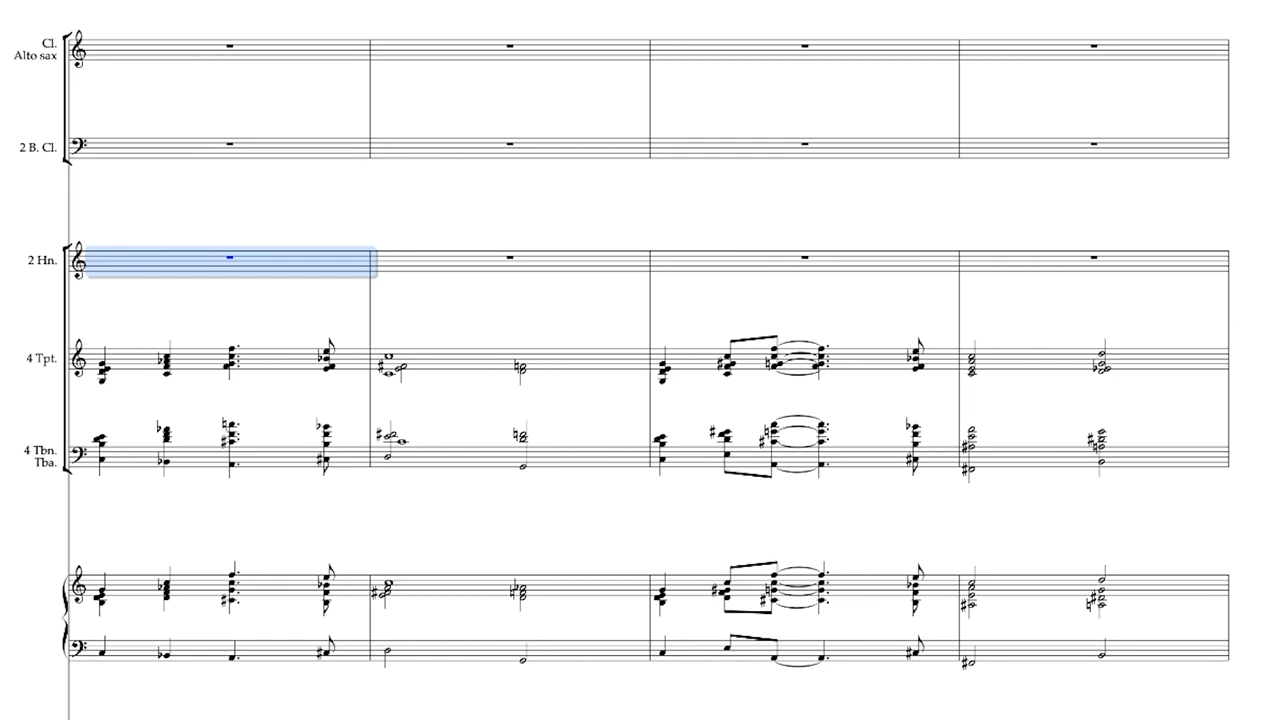 Cl.
Alto sax
2 B. Cl.
2 Hn.
4 Tpt.
4 Tbn.
Tba.